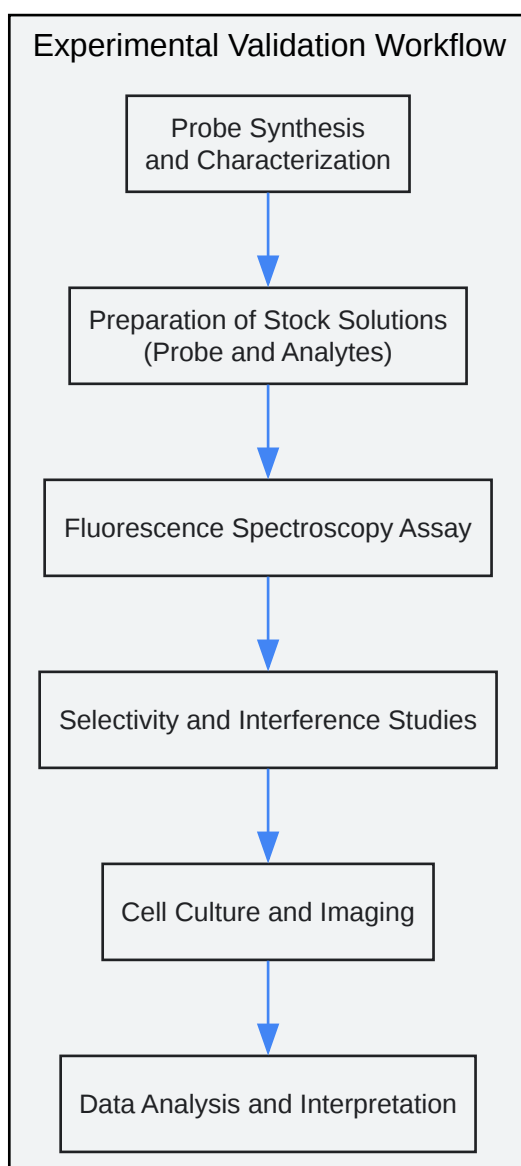 Experimental Validation Workflow
Probe Synthesis
and Characterization
Preparation of Stock Solutions
(Probe and Analytes)
Fluorescence Spectroscopy Assay
Selectivity and Interference Studies
Cell Culture and Imaging
Data Analysis and Interpretation